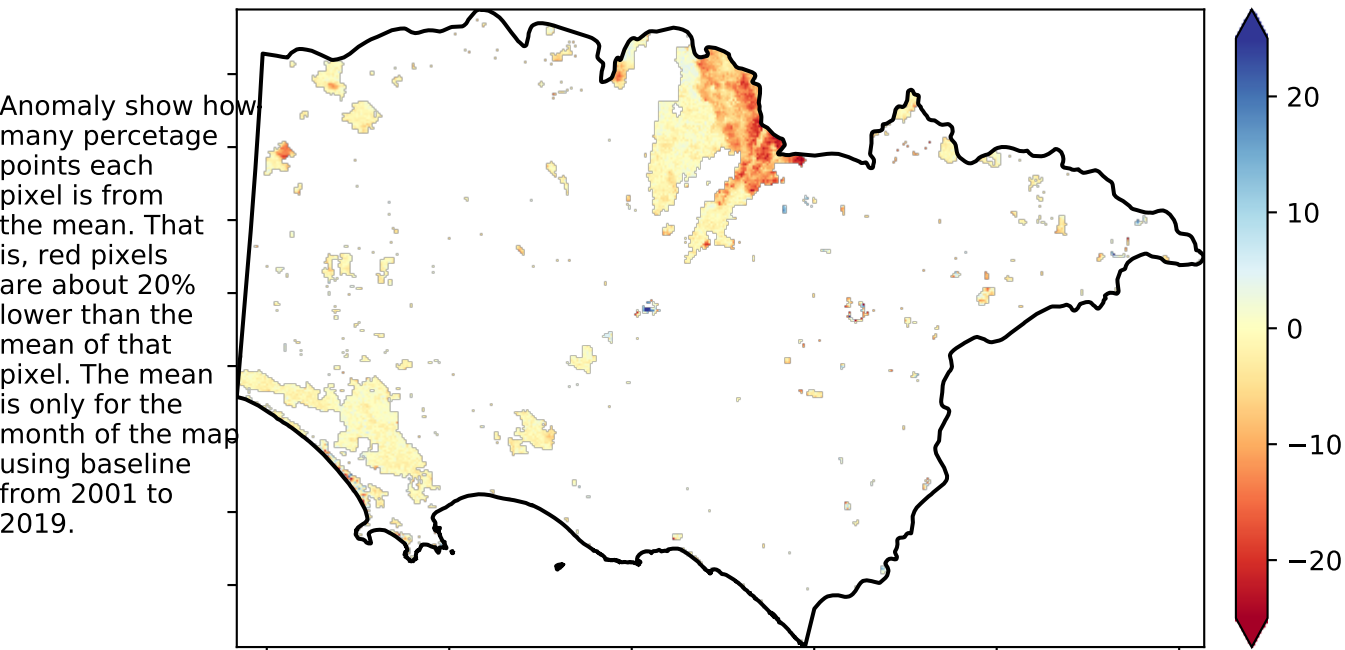 Anomaly show how
many percetage
points each
pixel is from
the mean. That
is, red pixels
are about 20%
lower than the
mean of that
pixel. The mean
is only for the
month of the map
using baseline
from 2001 to
2019.
20
10
0
−10
−20